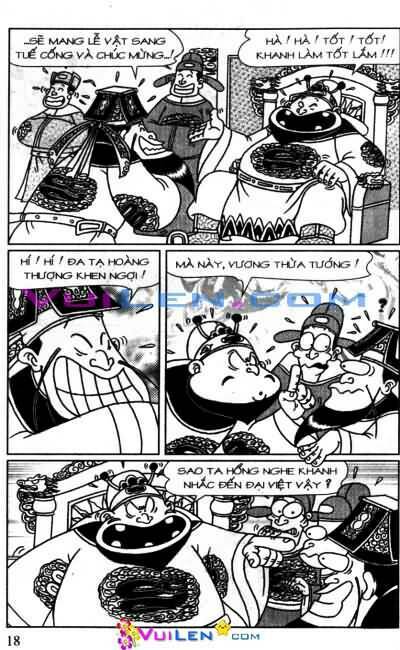 ...SẼ MANG LỄ VẬT SANG
TUẾ CỐNG VÀ CHÚC MỪNG...!
HÀ! HÀ! TỐT! TỐT!
KHANH LÀM TỐT LẮM!!!
HÍ! HÍ! ĐA TẠ HOÀNG
THƯỢNG KHEN NGỢI!
MÀ NÀY, VƯƠNG THỪA TƯỚNG!
VUILEN.COM
?
SAO TA HỔNG NGHE KHANH
NHẮC ĐẾN ĐẠI VIỆT VẬY?
18
VUILEN.COM